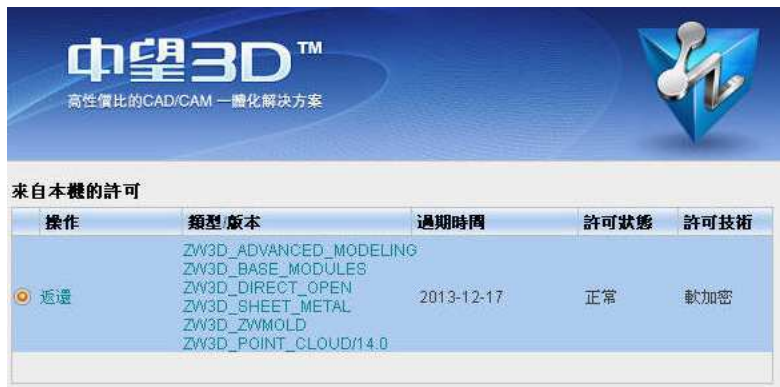 中望3D™
高性價比的CAD/CAM 一體化解決方案
來自本機的許可
操作 類型/版本 過期時間 許可狀態 許可技術
ZW3D_ADVANCED_MODELING
ZW3D_BASE_MODULES
ZW3D_DIRECT_OPEN
返還 2013-12-17 正常 軟加密
ZW3D_SHEET_METAL
ZW3D_ZWMOLD
ZW3D_POINT_CLOUD/14.0